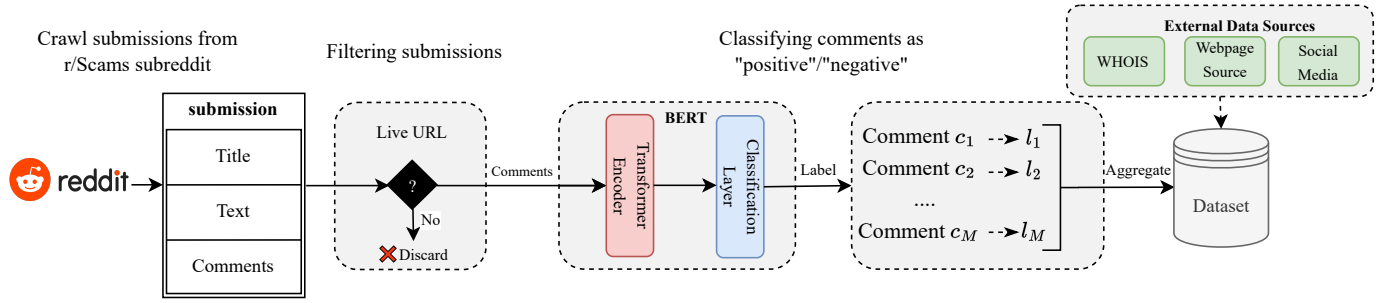 Crawl submissions from
r/Scams subreddit
reddit
submission
Title
Text
Comments
Filtering submissions
Live URL
?
No
Discard
Comments
Classifying comments as
"positive"/"negative"
BERT
Transformer
Encoder
Classification
Layer
Label
Comment c₁ --> l₁
Comment c₂ --> l₂
....
Comment c_M --> l_M
Aggregate
External Data Sources
WHOIS
Webpage
Source
Social
Media
Dataset